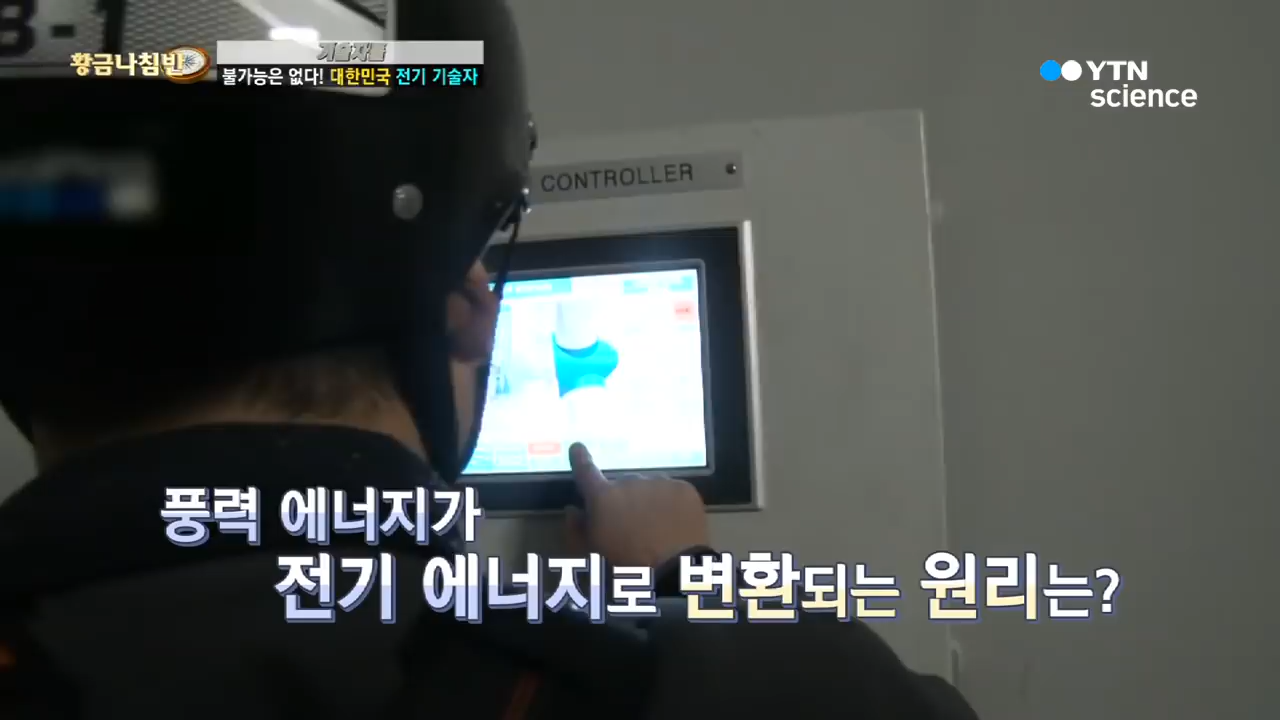 B-1
황금나침반
기술자들
불가능은 없다! 대한민국 전기 기술자
YTN
science
CONTROLLER
풍력 에너지가
전기 에너지로 변환되는 원리는?